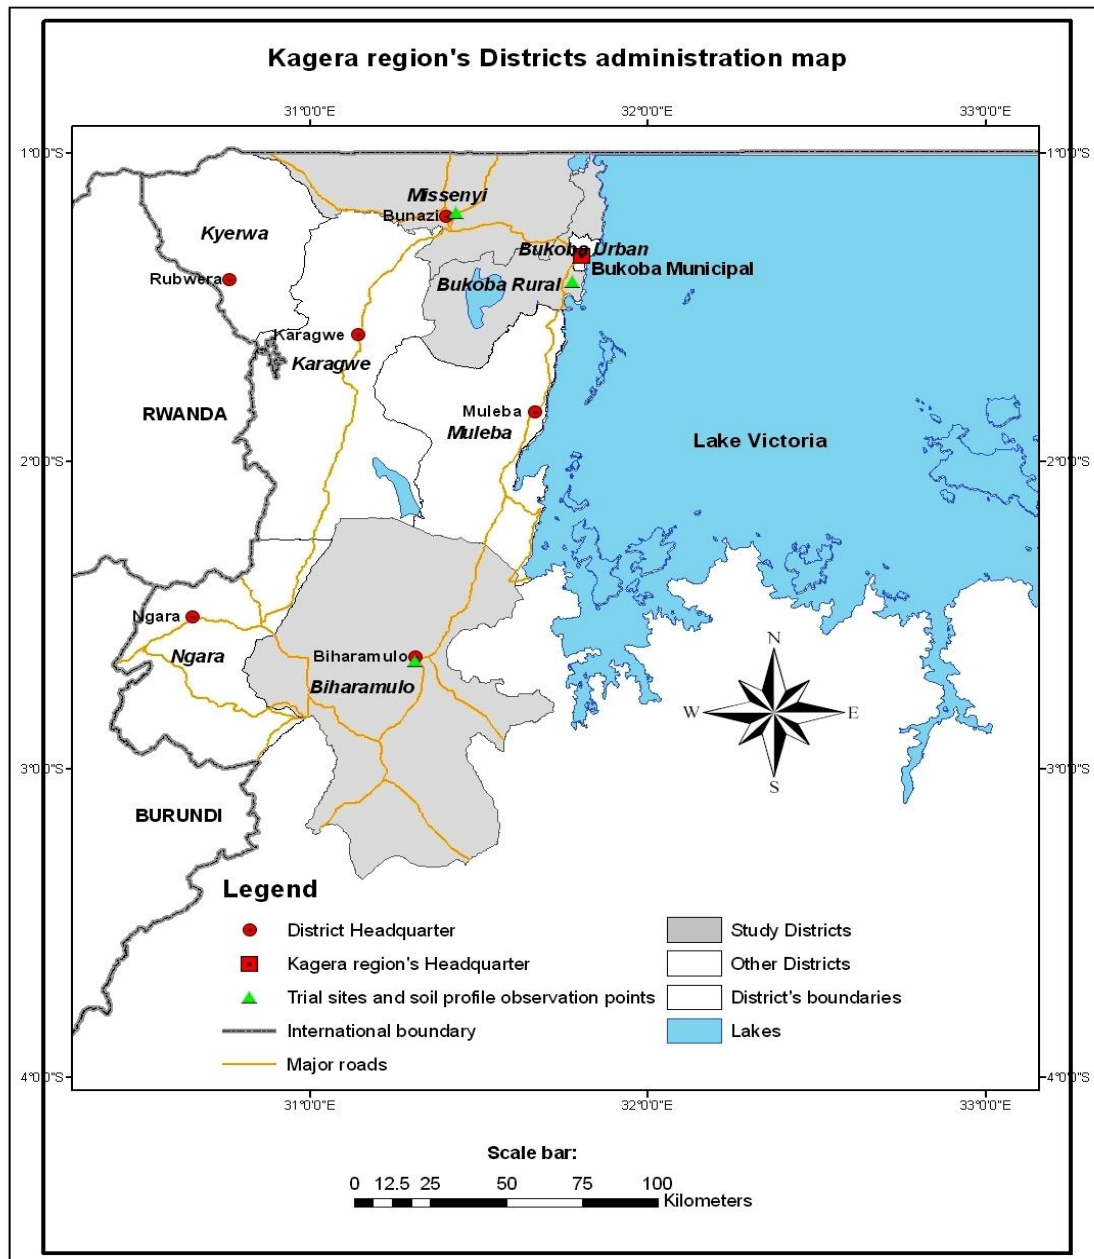 Kagera region's Districts administration map
31°0'0"E 32°0'0"E 33°0'0"E
1°0'0"S 1°0'0"S
Missenyi
Bunazi
Kyerwa
Bukoba Urban
Bukoba Municipal
Rubwera
Bukoba Rural
Karagwe
Karagwe
RWANDA
Muleba
Muleba
Lake Victoria
2°0'0"S 2°0'0"S
Ngara
Ngara
Biharamulo
Biharamulo
N
W E
S
3°0'0"S 3°0'0"S
BURUNDI
Legend
District Headquarter
Kagera region's Headquarter
Trial sites and soil profile observation points
International boundary
Major roads
Study Districts
Other Districts
District's boundaries
Lakes
4°0'0"S 4°0'0"S
31°0'0"E 32°0'0"E 33°0'0"E
Scale bar:
0 12.5 25 50 75 100
Kilometers